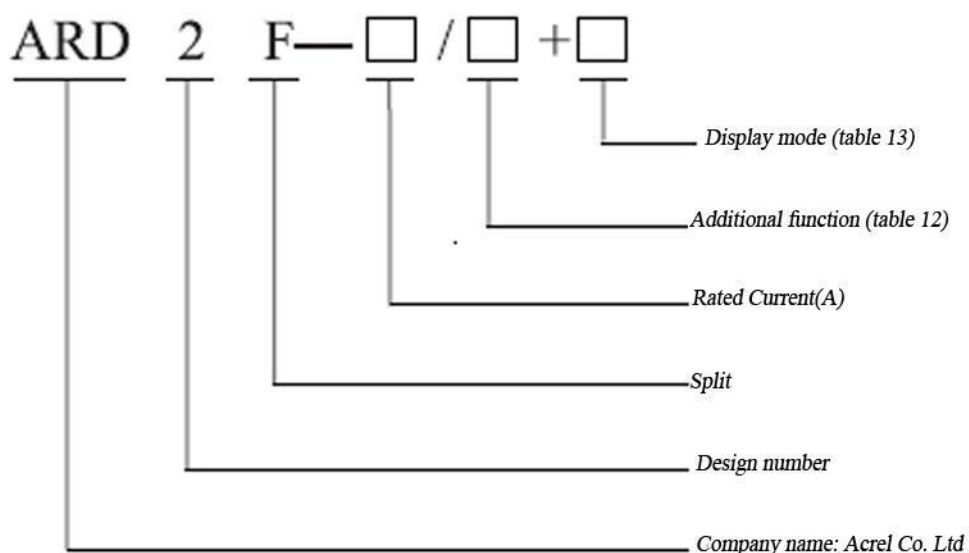 ARD 2 F—□ / □ +□
Display mode (table 13)
Additional function (table 12)
Rated Current(A)
Split
Design number
Company name: Acrel Co. Ltd